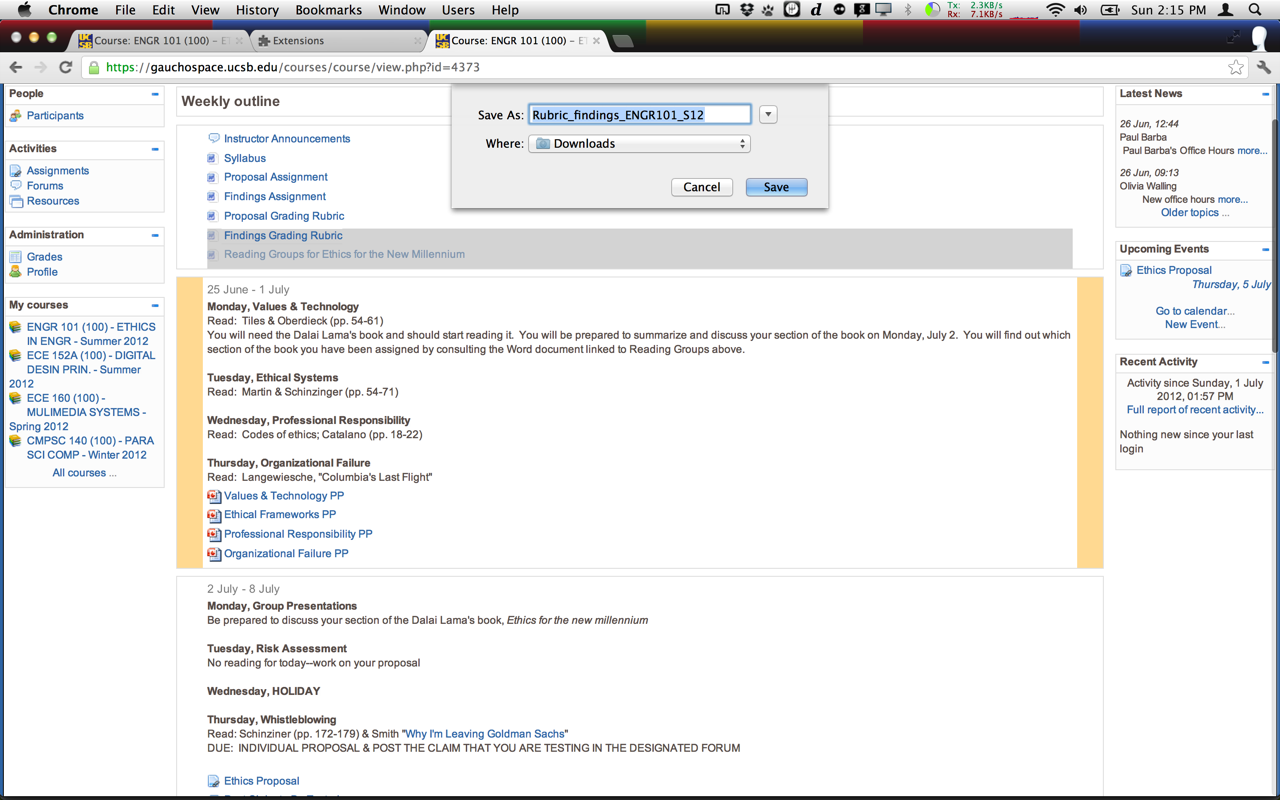 Chrome File Edit View History Bookmarks Window Users Help
Tx: 2.3KB/s
Rx: 7.1KB/s
Sun 2:15 PM
Course: ENGR 101 (100) – ET
Extensions
Course: ENGR 101 (100) – ET
https://gauchospace.ucsb.edu/courses/course/view.php?id=4373
People
Participants
Activities
Assignments
Forums
Resources
Administration
Grades
Profile
My courses
ENGR 101 (100) - ETHICS
IN ENGR - Summer 2012
ECE 152A (100) - DIGITAL
DESIN PRIN. - Summer
2012
ECE 160 (100) -
MULIMEDIA SYSTEMS -
Spring 2012
CMPSC 140 (100) - PARA
SCI COMP - Winter 2012
All courses ...
Save As: Rubric_findings_ENGR101_S12
Where: Downloads
Cancel Save
Weekly outline
Instructor Announcements
Syllabus
Proposal Assignment
Findings Assignment
Proposal Grading Rubric
Findings Grading Rubric
Reading Groups for Ethics for the New Millennium
25 June - 1 July
Monday, Values & Technology
Read: Tiles & Oberdieck (pp. 54-61)
You will need the Dalai Lama's book and should start reading it. You will be prepared to summarize and discuss your section of the book on Monday, July 2. You will find out which
section of the book you have been assigned by consulting the Word document linked to Reading Groups above.
Tuesday, Ethical Systems
Read: Martin & Schinzinger (pp. 54-71)
Wednesday, Professional Responsibility
Read: Codes of ethics; Catalano (pp. 18-22)
Thursday, Organizational Failure
Read: Langewiesche, "Columbia's Last Flight"
Values & Technology PP
Ethical Frameworks PP
Professional Responsibility PP
Organizational Failure PP
2 July - 8 July
Monday, Group Presentations
Be prepared to discuss your section of the Dalai Lama's book, Ethics for the new millennium
Tuesday, Risk Assessment
No reading for today--work on your proposal
Wednesday, HOLIDAY
Thursday, Whistleblowing
Read: Schinziner (pp. 172-179) & Smith "Why I'm Leaving Goldman Sachs"
DUE: INDIVIDUAL PROPOSAL & POST THE CLAIM THAT YOU ARE TESTING IN THE DESIGNATED FORUM
Ethics Proposal
Latest News
26 Jun, 12:44
Paul Barba
Paul Barba's Office Hours more...
26 Jun, 09:13
Olivia Walling
New office hours more...
Older topics ...
Upcoming Events
Ethics Proposal
Thursday, 5 July
Go to calendar...
New Event...
Recent Activity
Activity since Sunday, 1 July
2012, 01:57 PM
Full report of recent activity...
Nothing new since your last
login